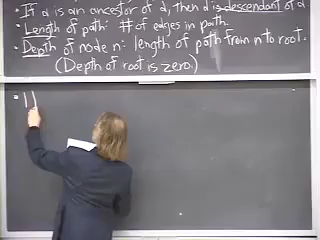 • If a is an ancestor of d, then d is descendant of a
• Length of path: # of edges in path.
• Depth of node n: length of path from n to root.
(Depth of root is zero.)